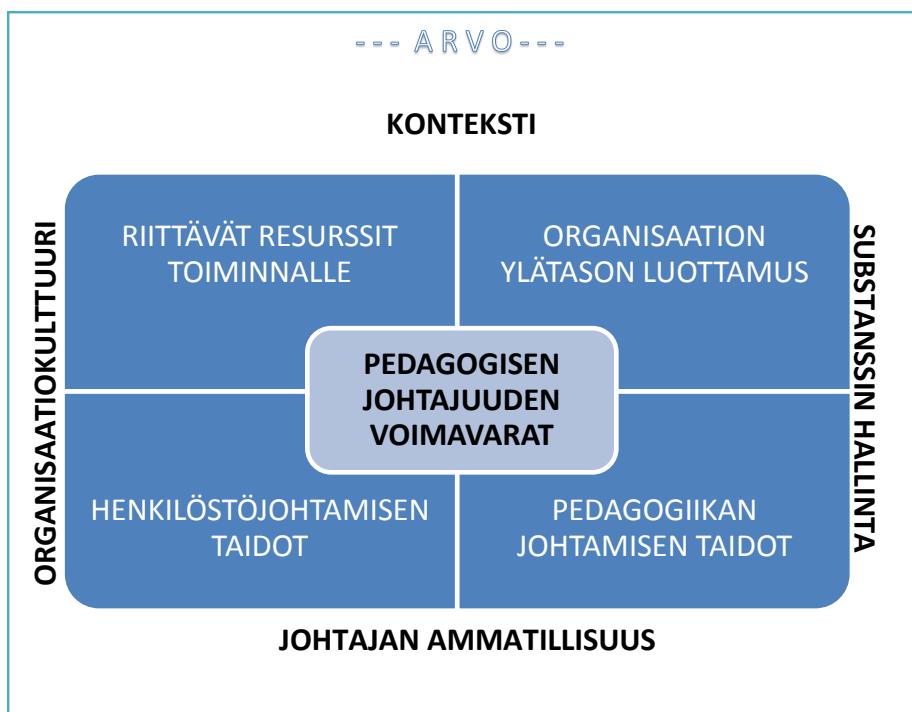 --- A R V O ---
KONTEKSTI
ORGANISAATIOKULTTUURI
RIITTÄVÄT RESURSSIT
TOIMINNALLE
ORGANISAATION
YLÄTASON LUOTTAMUS
SUBSTANSSIN HALLINTA
PEDAGOGISEN
JOHTAJUUDEN
VOIMAVARAT
HENKILÖSTÖJOHTAMISEN
TAIDOT
PEDAGOGIIKAN
JOHTAMISEN TAIDOT
JOHTAJAN AMMATILLISUUS